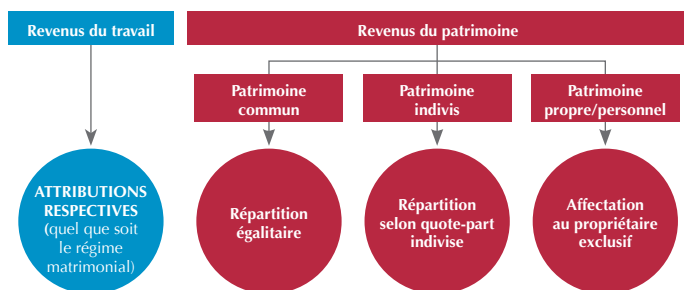 Revenus du travail
Revenus du patrimoine
Patrimoine
commun
Patrimoine
indivis
Patrimoine
propre/personnel
ATTRIBUTIONS
RESPECTIVES
(quel que soit
le régime
matrimonial)
Répartition
égalitaire
Répartition
selon quote-part
indivise
Affectation
au propriétaire
exclusif